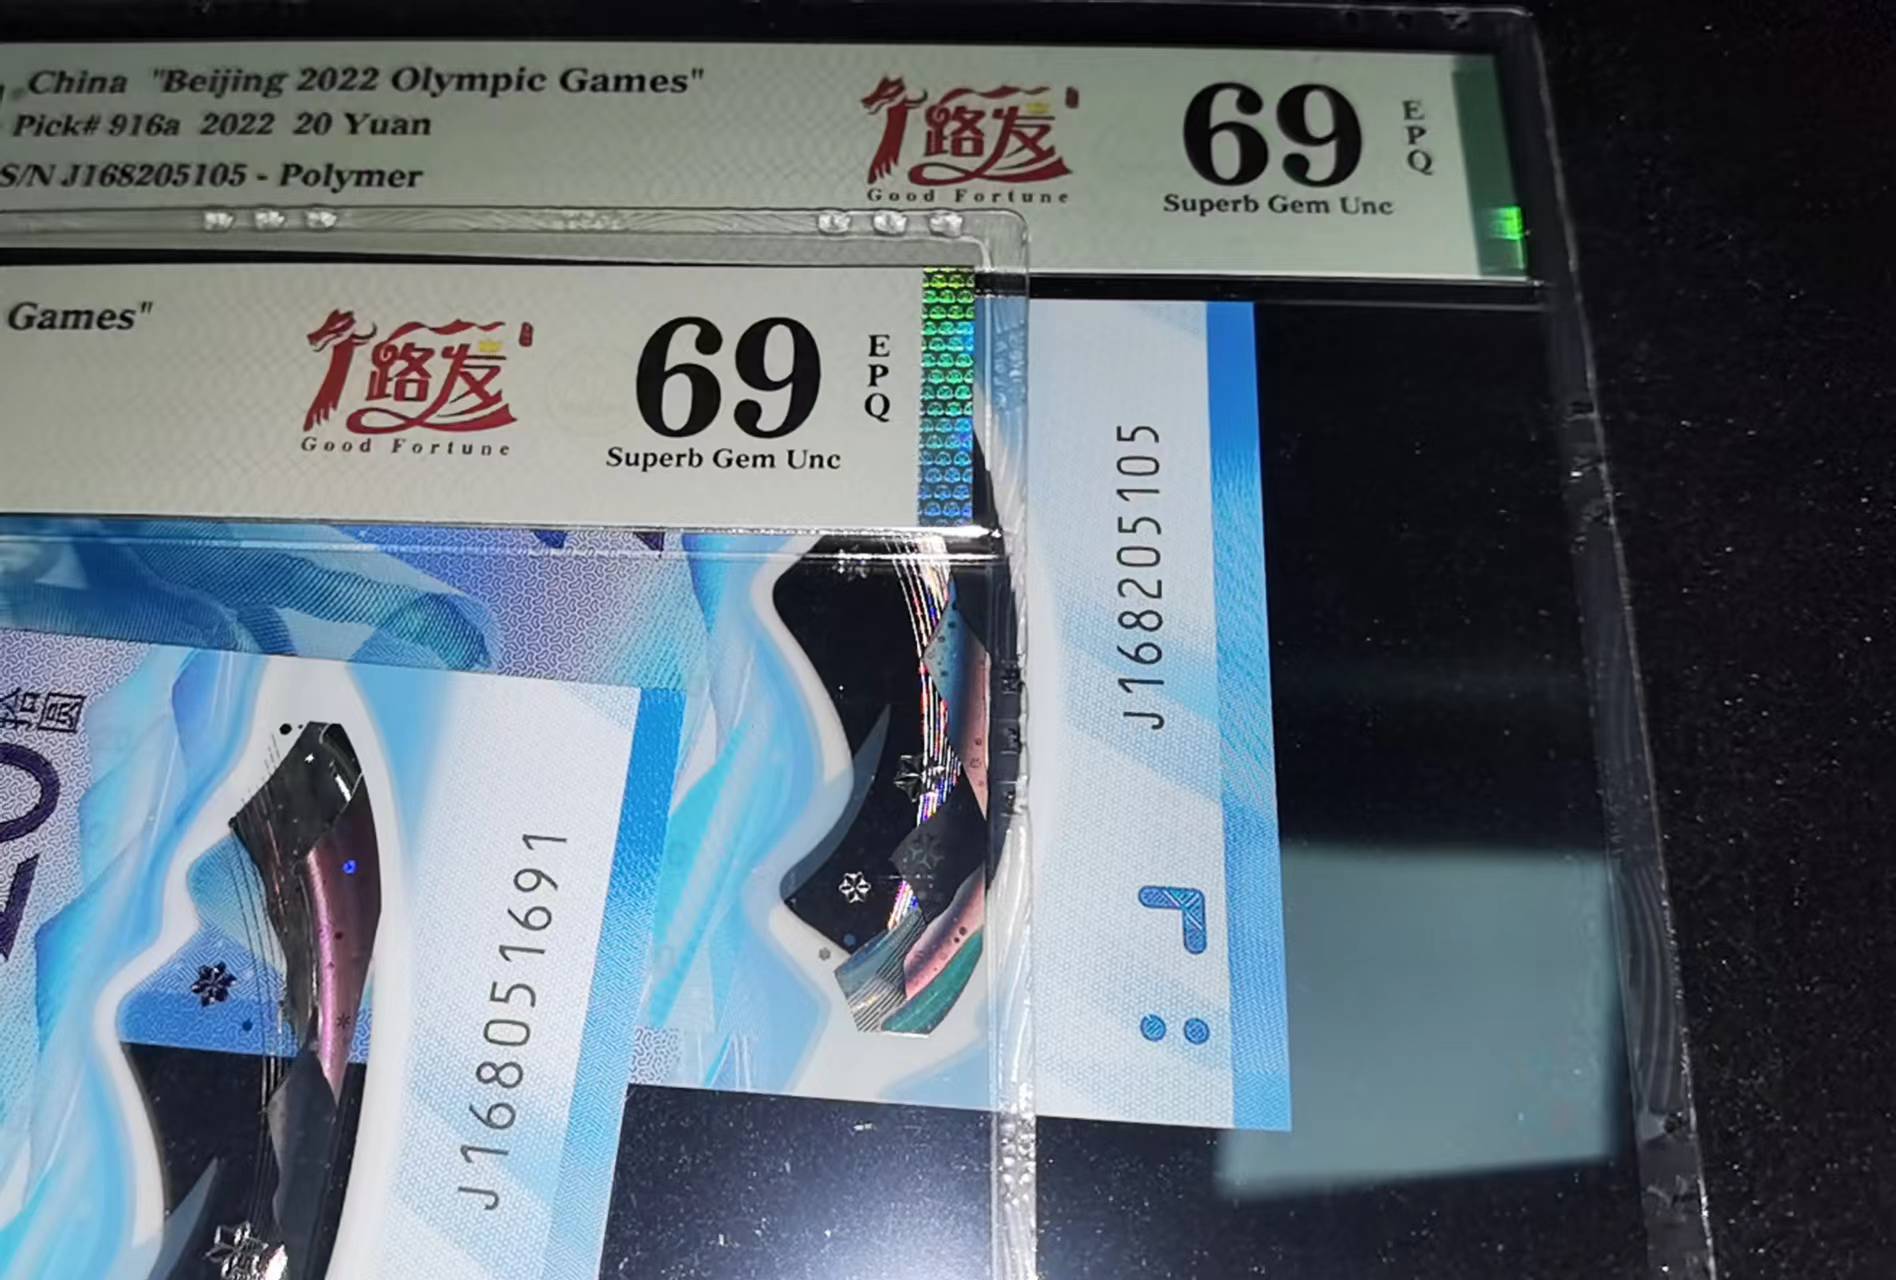 China "Beijing 2022 Olympic Games"
Pick# 916a 2022 20 Yuan
S/N J168205105 - Polymer
路发
Good Fortune
69
Superb Gem Unc
EPQ
Games"
路发
Good Fortune
69
Superb Gem Unc
EPQ
J168205105
拾圆
20
J168051691